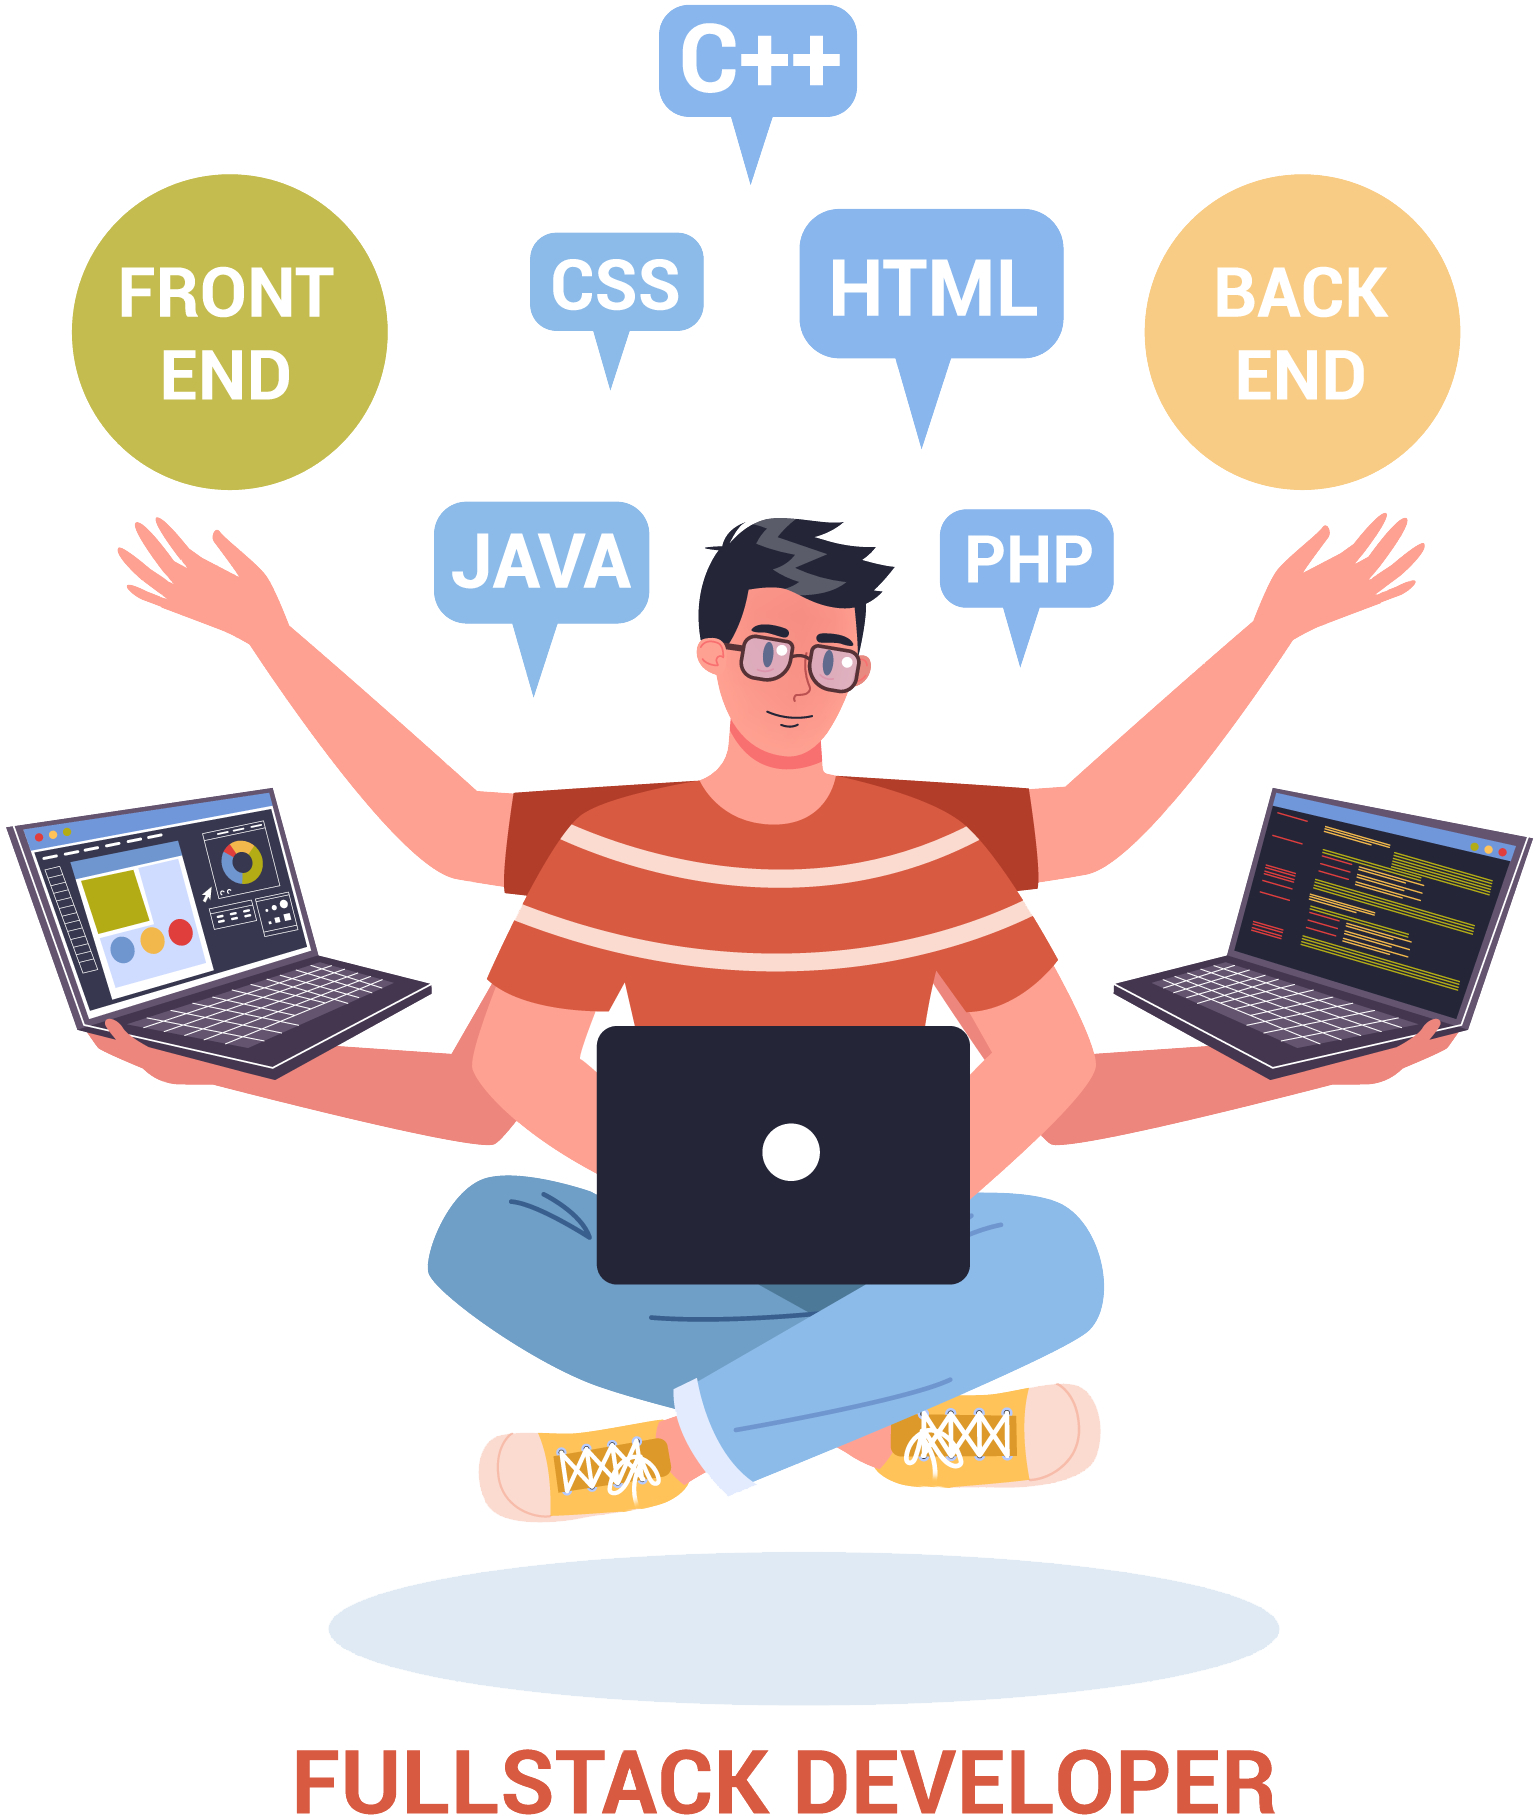 C++
FRONT
END
CSS
HTML
BACK
END
JAVA
PHP
FULLSTACK DEVELOPER